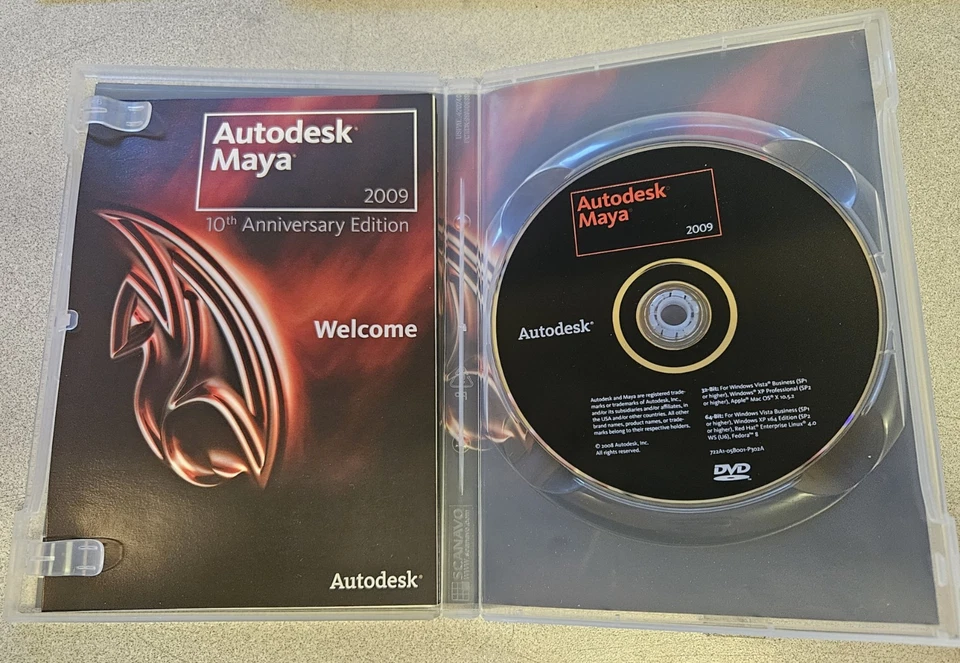 Autodesk®
Maya®
2009
10th Anniversary Edition
Welcome
Autodesk®
SCANAVO
Autodesk®
Maya®
2009
Autodesk®
Autodesk and Maya are registered trade-
marks or trademarks of Autodesk, Inc.,
and/or its subsidiaries and/or affiliates, in
the USA and/or other countries. All other
brand names, product names, or trade-
marks belong to their respective holders.
© 2008 Autodesk, Inc.
All rights reserved.
32-Bit: For Windows Vista® Business (SP1
or higher), Windows® XP Professional (SP2
or higher), Apple® Mac OS® X 10.5.2
64-Bit: For Windows Vista Business (SP1
or higher), Windows XP x64 Edition (SP2
or higher), Red Hat® Enterprise Linux® 4.0
WS (U6), Fedora™ 8
722A1-058001-P302A
DVD